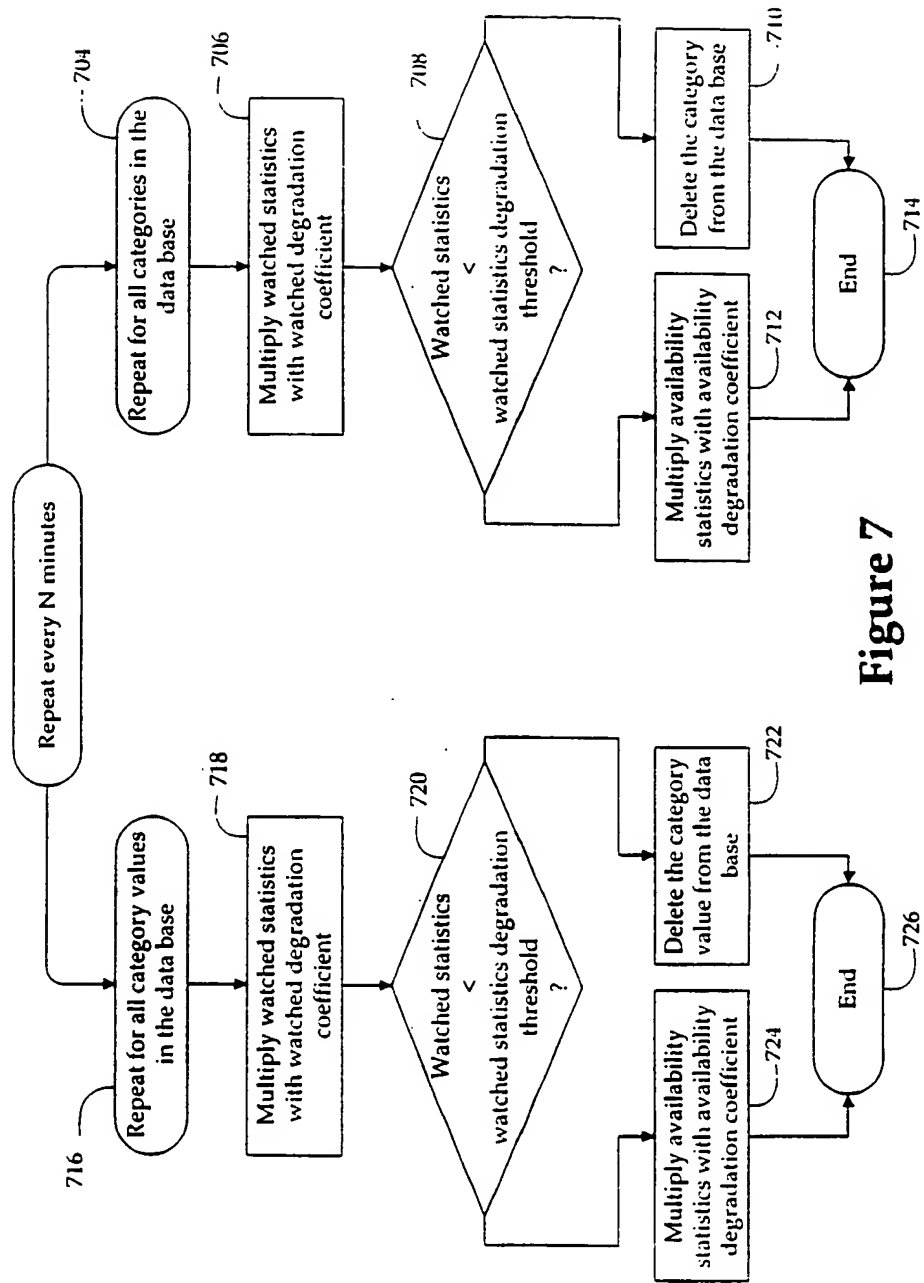 Repeat every N minutes
716
Repeat for all category values
in the data base
718
Multiply watched statistics
with watched degradation
coefficient
720
Watched statistics
<
watched statistics degradation
threshold
?
724
Multiply availability
statistics with availability
degradation coefficient
722
Delete the category
value from the data
base
End
726
704
Repeat for all categories in the
data base
706
Multiply watched statistics
with watched degradation
coefficient
708
Watched statistics
<
watched statistics degradation
threshold
?
712
Multiply availability
statistics with availability
degradation coefficient
710
Delete the category
from the data base
End
714
Figure 7